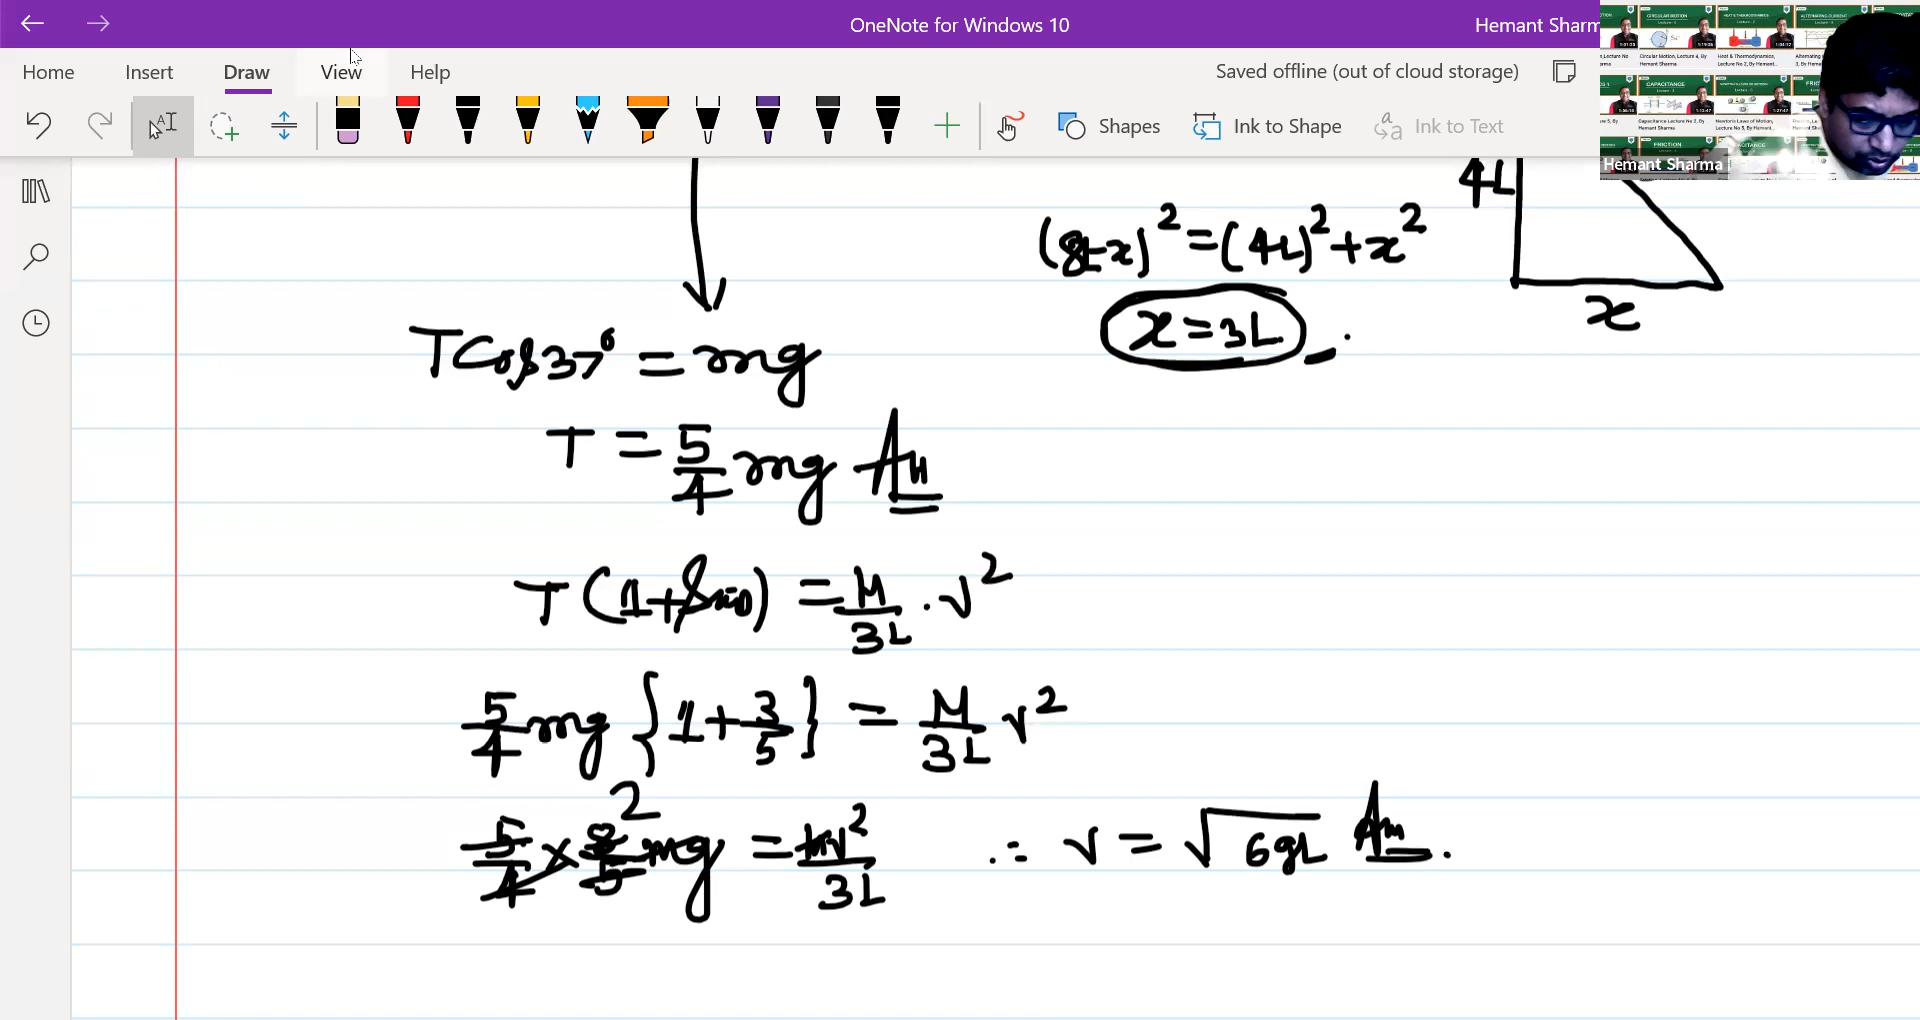 OneNote for Windows 10
Hemant Sharm
Home Insert Draw View Help
Saved offline (out of cloud storage)
Shapes Ink to Shape Ink to Text
Hemant Sharma
4L
(8L-x)² = (4L)² + x²
x
x = 3L
TCos37° = mg
T = 5/4 mg Ans
T(1+Sinθ) = M/3L . v²
5/4 mg {1+3/5} = M/3L v²
5/4 × 8/5 mg = mv²/3L
2
∴ v = √6gL Ans.